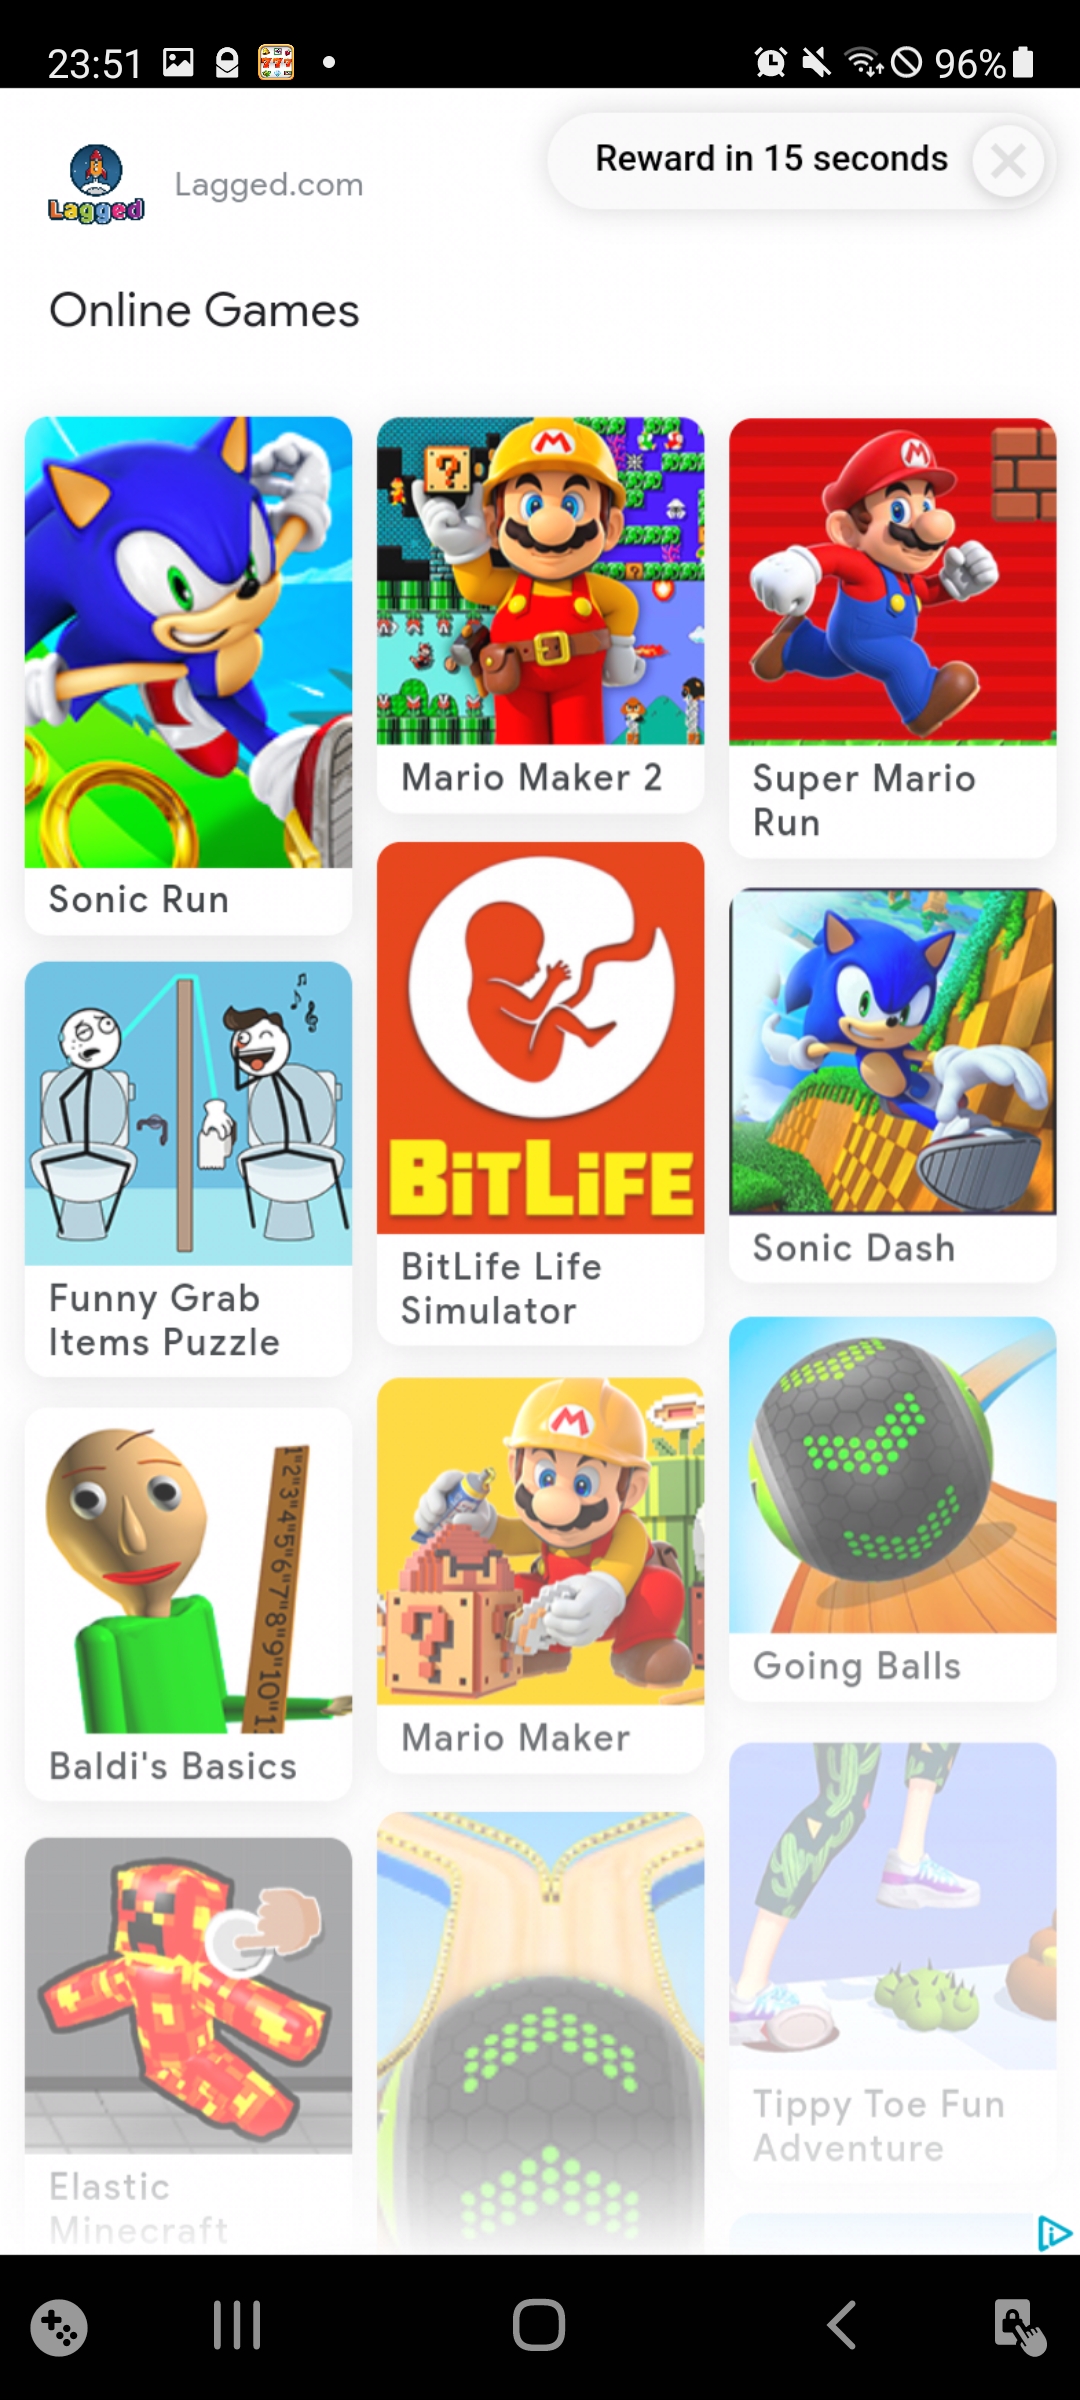 23:51
96%
Lagged
Lagged.com
Reward in 15 seconds
Online Games
Sonic Run
Mario Maker 2
Super Mario
Run
Funny Grab
Items Puzzle
BiTLiFE
BitLife Life
Simulator
Sonic Dash
1"2"3"4"5"6"7"8"9"10"1
Baldi's Basics
Mario Maker
Going Balls
Elastic
Minecraft
Tippy Toe Fun
Adventure